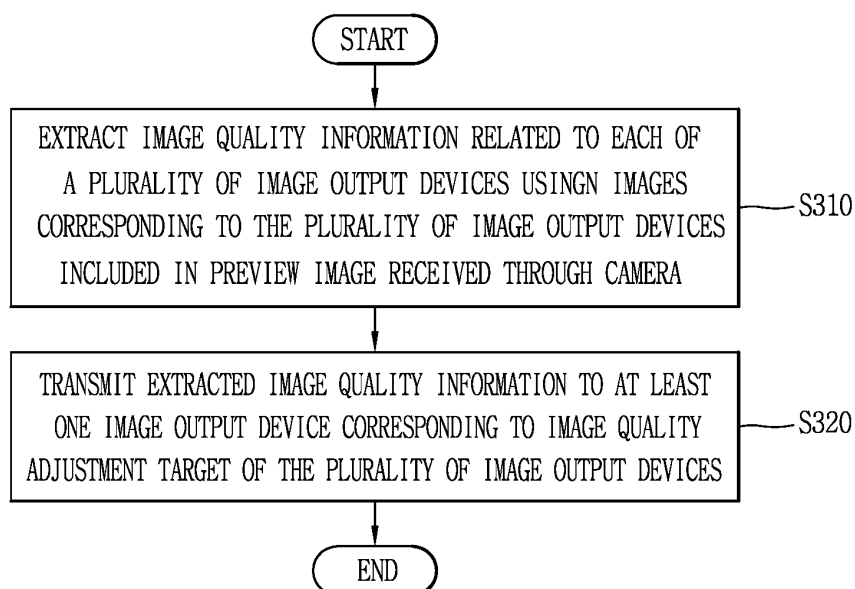 START
EXTRACT IMAGE QUALITY INFORMATION RELATED TO EACH OF
A PLURALITY OF IMAGE OUTPUT DEVICES USINGN IMAGES
CORRESPONDING TO THE PLURALITY OF IMAGE OUTPUT DEVICES
INCLUDED IN PREVIEW IMAGE RECEIVED THROUGH CAMERA
S310
TRANSMIT EXTRACTED IMAGE QUALITY INFORMATION TO AT LEAST
ONE IMAGE OUTPUT DEVICE CORRESPONDING TO IMAGE QUALITY
ADJUSTMENT TARGET OF THE PLURALITY OF IMAGE OUTPUT DEVICES
S320
END